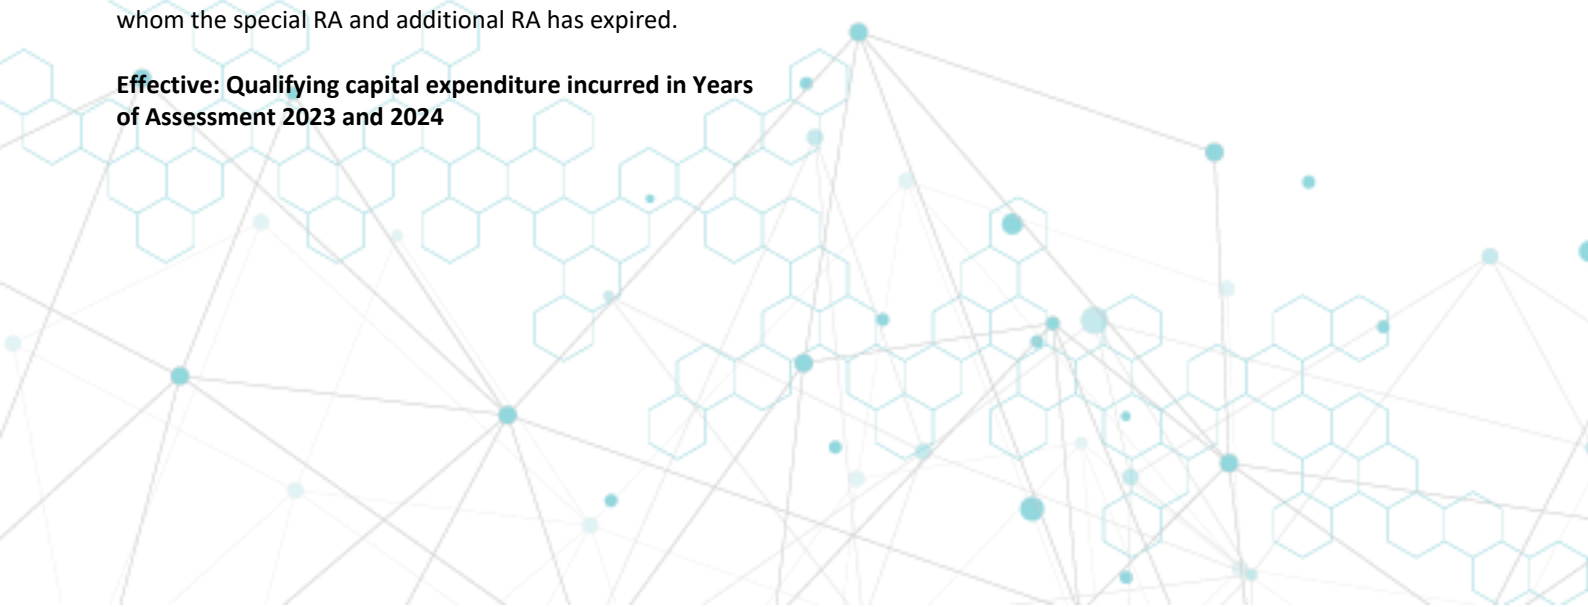 whom the special RA and additional RA has expired.
Effective: Qualifying capital expenditure incurred in Years
of Assessment 2023 and 2024